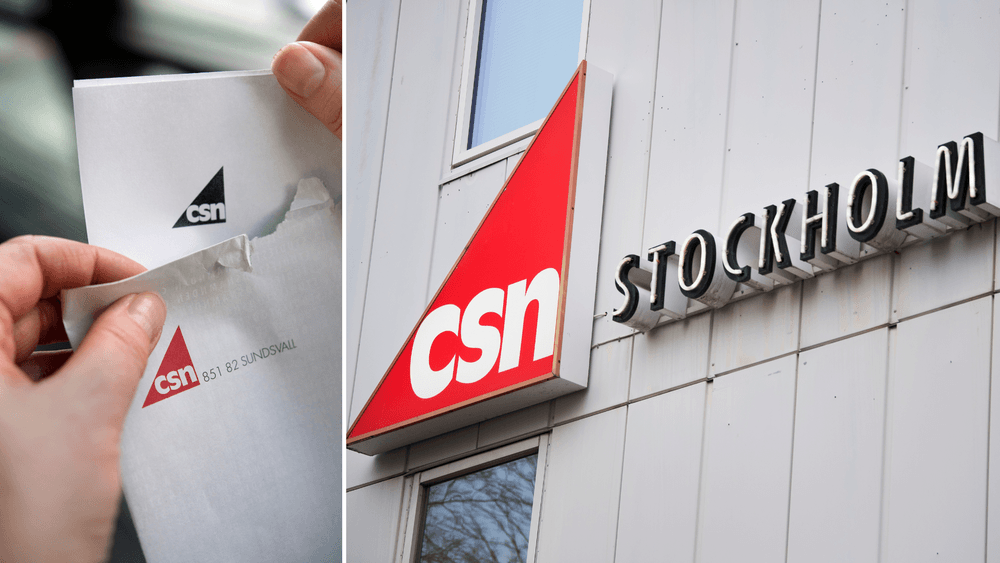 csn
csn 851 82 SUNDSVALL
csn
STOCKHOLM